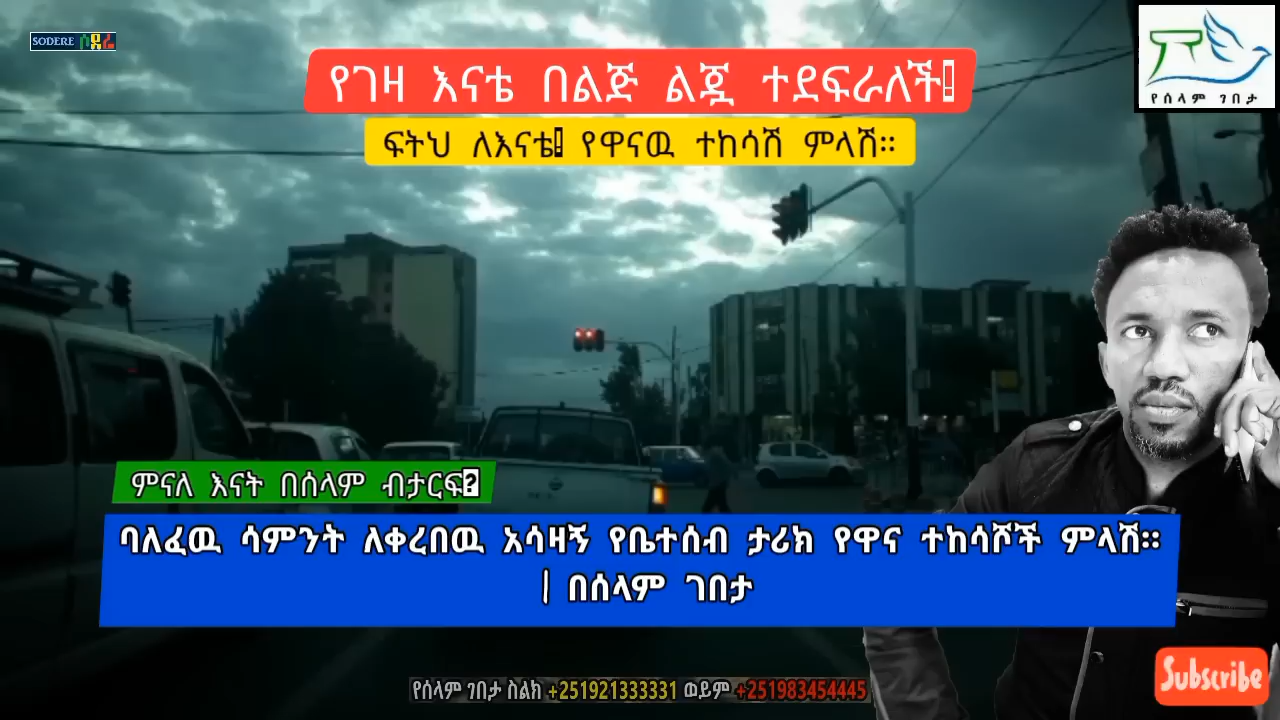 SODERE ሶደሬ
የሰላም ገበታ
የገዛ እናቴ በልጅ ልጇ ተደፍራለች
ፍትህ ለእናቴ የዋናዉ ተከሳሽ ምላሽ።
ምናለ እናት በሰላም ብታርፍ?
ባለፈዉ ሳምንት ለቀረበዉ አሳዛኝ የቤተሰብ ታሪክ የዋና ተከሳሾች ምላሽ።
| በሰላም ገበታ
Subscribe
የሰላም ገበታ ስልክ +251921333331 ወይም +251983454445